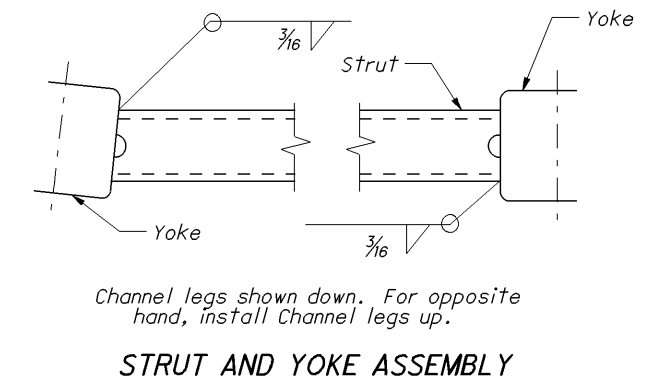 3/16
Strut
Yoke
Yoke
3/16
Channel legs shown down. For opposite
hand, install Channel legs up.
STRUT AND YOKE ASSEMBLY